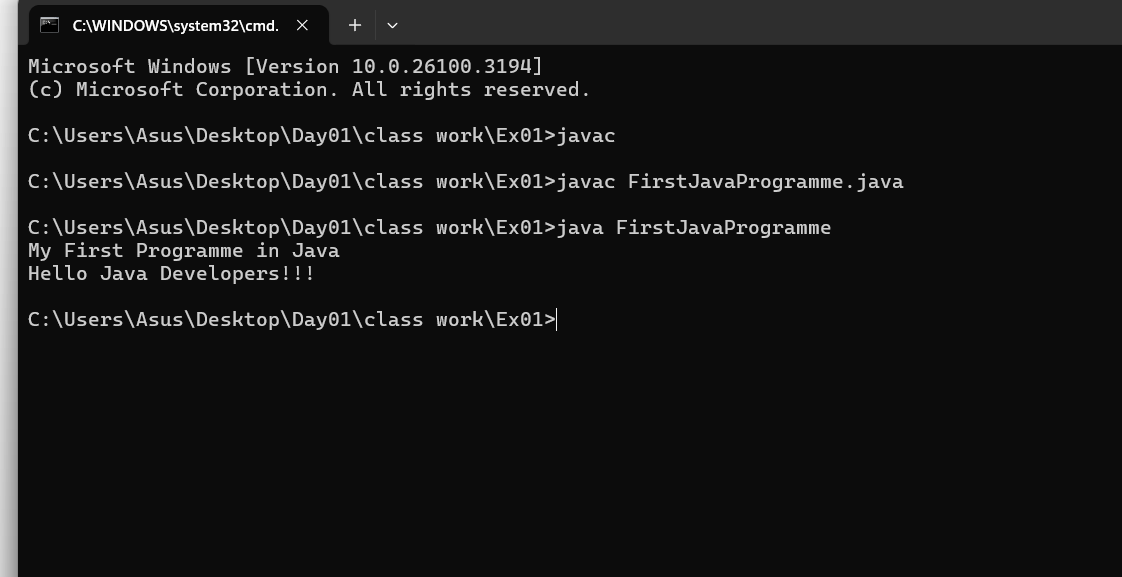 C:\WINDOWS\system32\cmd.
Microsoft Windows [Version 10.0.26100.3194]
(c) Microsoft Corporation. All rights reserved.
C:\Users\Asus\Desktop\Day01\class work\Ex01>javac
C:\Users\Asus\Desktop\Day01\class work\Ex01>javac FirstJavaProgramme.java
C:\Users\Asus\Desktop\Day01\class work\Ex01>java FirstJavaProgramme
My First Programme in Java
Hello Java Developers!!!
C:\Users\Asus\Desktop\Day01\class work\Ex01>